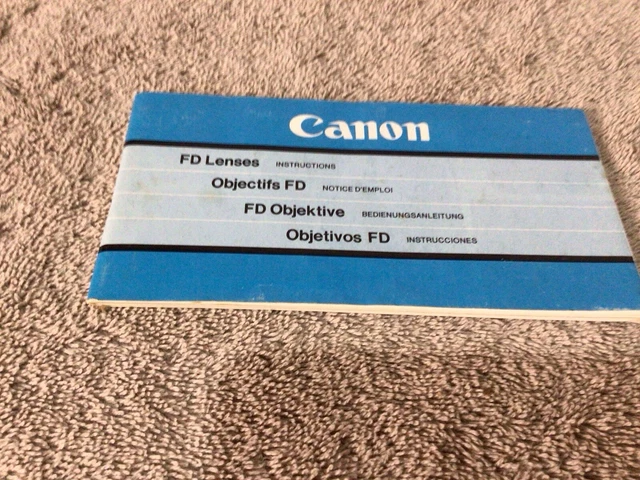 Canon
FD Lenses INSTRUCTIONS
Objectifs FD NOTICE D'EMPLOI
FD Objektive BEDIENUNGSANLEITUNG
Objetivos FD INSTRUCCIONES